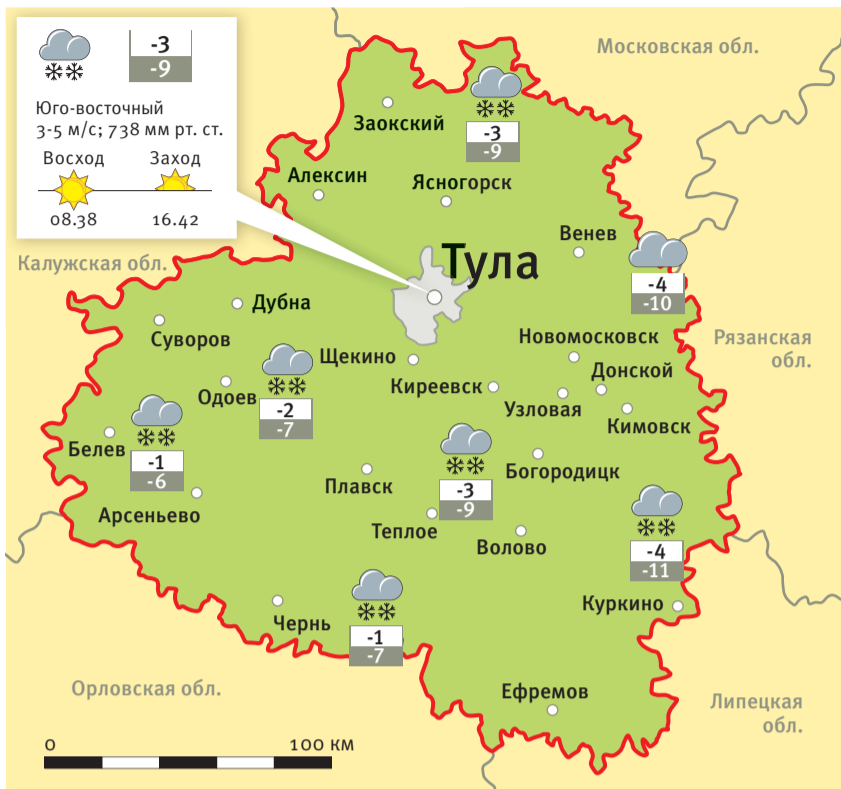 -3
-9
Юго-восточный
3-5 м/с; 738 мм рт. ст.
Восход Заход
08.38 16.42
Московская обл.
Заокский
-3
-9
Алексин
Ясногорск
Венев
Тула
Калужская обл.
-4
-10
Дубна
Суворов
Новомосковск
Рязанская
обл.
Щекино
Донской
Киреевск
Одоев
-2
-7
Узловая
Кимовск
Белев
-1
-6
Богородицк
Плавск
-3
-9
Арсеньево
Теплое
Волово
-4
-11
Куркино
Чернь
-1
-7
Орловская обл.
Ефремов
Липецкая
обл.
0 100 км